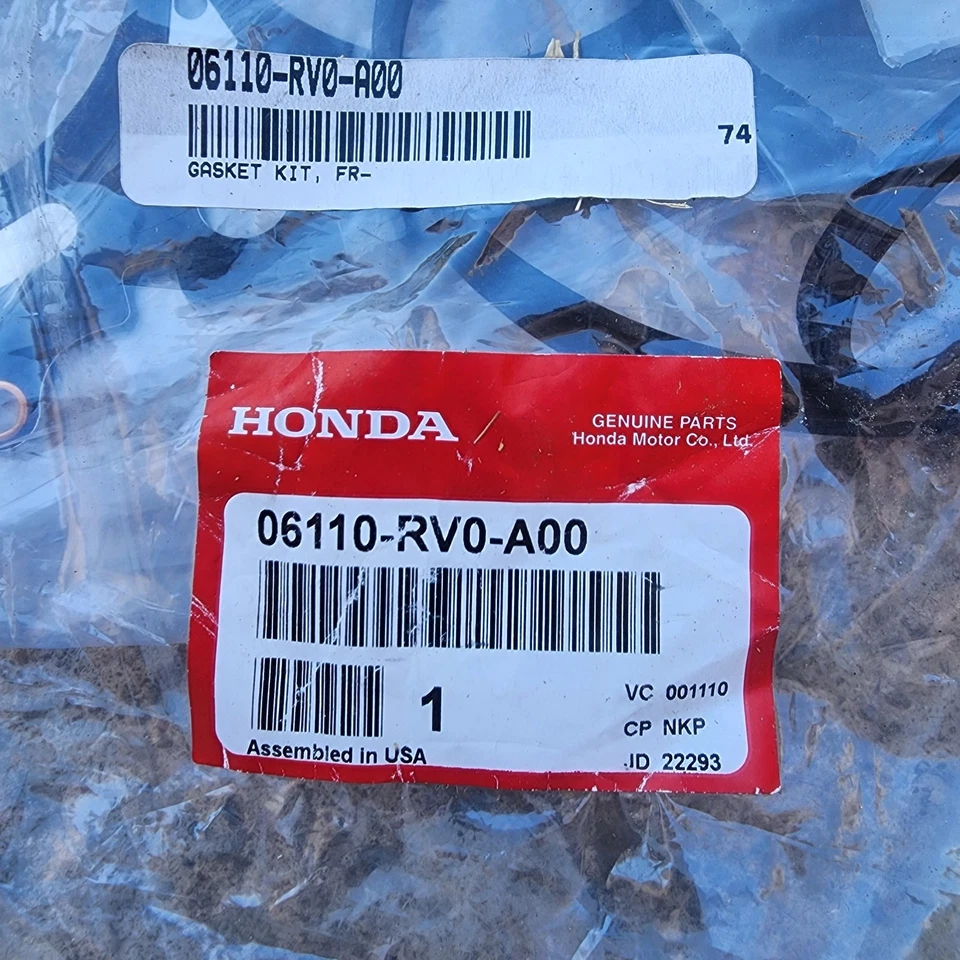 06110-RV0-A00
74
GASKET KIT, FR-
HONDA
GENUINE PARTS
Honda Motor Co., Ltd.
06110-RV0-A00
1
VC 001110
CP NKP
JD 22293
Assembled in USA